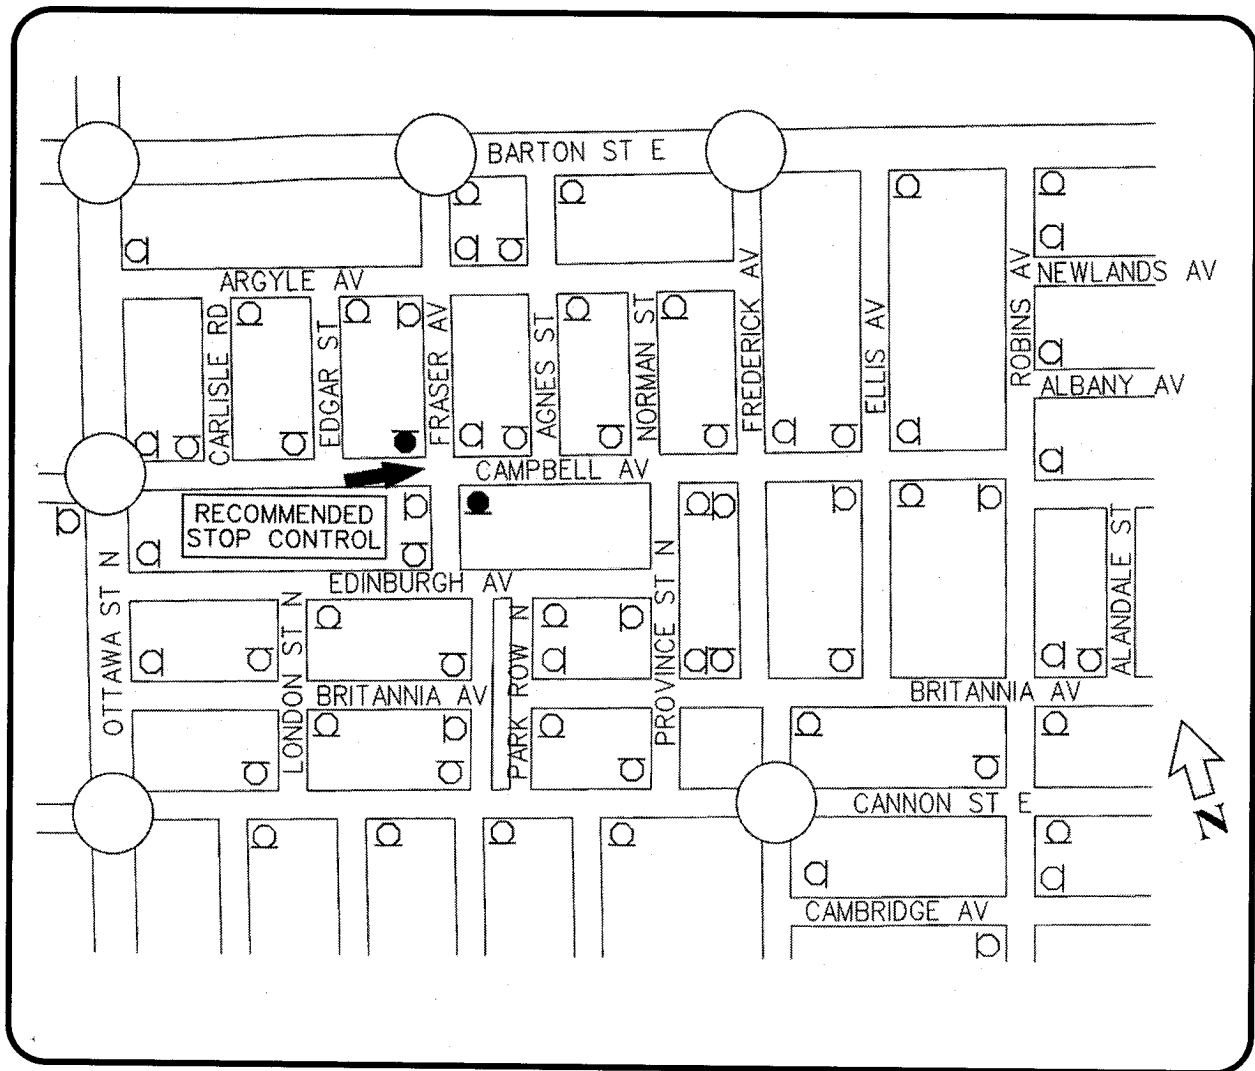 BARTON ST E
ARGYLE AV
NEWLANDS AV
CARLISLE RD
EDGAR ST
FRASER AV
AGNES ST
NORMAN ST
FREDERICK AV
ELLIS AV
ROBINS AV
ALBANY AV
CAMPBELL AV
RECOMMENDED
STOP CONTROL
EDINBURGH AV
OTTAWA ST N
LONDON ST N
PARK ROW N
PROVINCE ST N
ALANDALE ST
BRITANNIA AV
BRITANNIA AV
CANNON ST E
CAMBRIDGE AV
N